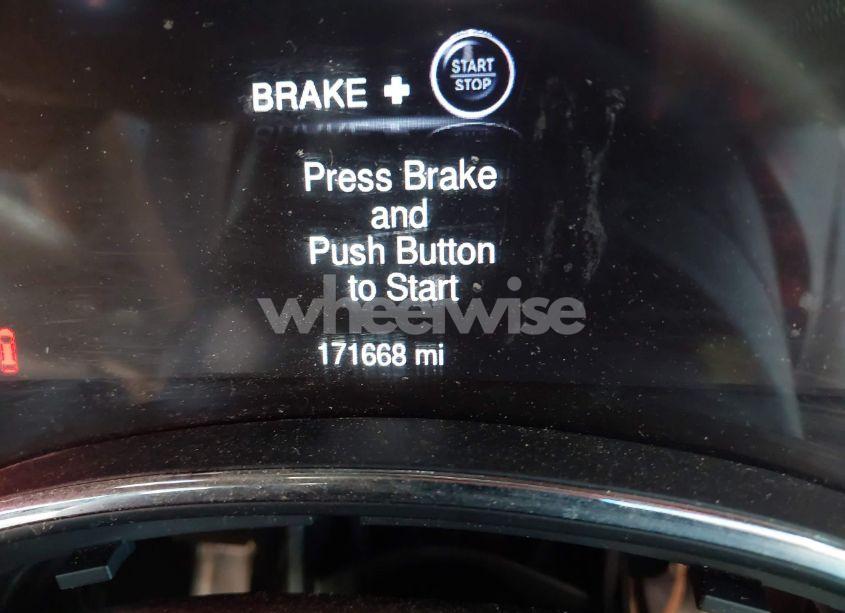 BRAKE + START
STOP
Press Brake
and
Push Button
to Start
wheelwise
171668 mi